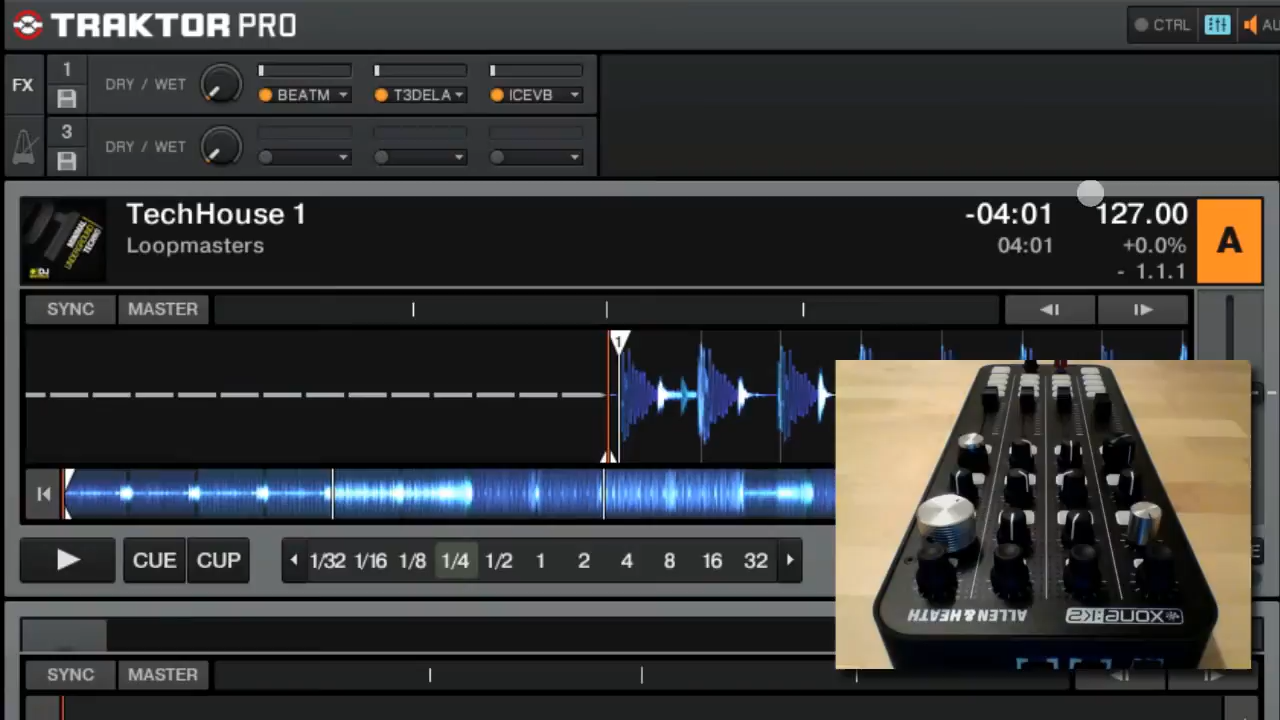 TRAKTOR PRO
CTRL
AU
FX
1
DRY / WET
BEATM
T3DELA
ICEVB
3
DRY / WET
TechHouse 1
-04:01
127.00
A
Loopmasters
04:01
+0.0%
- 1.1.1
SYNC
MASTER
1
CUE
CUP
1/32 1/16 1/8 1/4 1/2 1 2 4 8 16 32
ALLEN & HEATH
XONE:K2
SYNC
MASTER